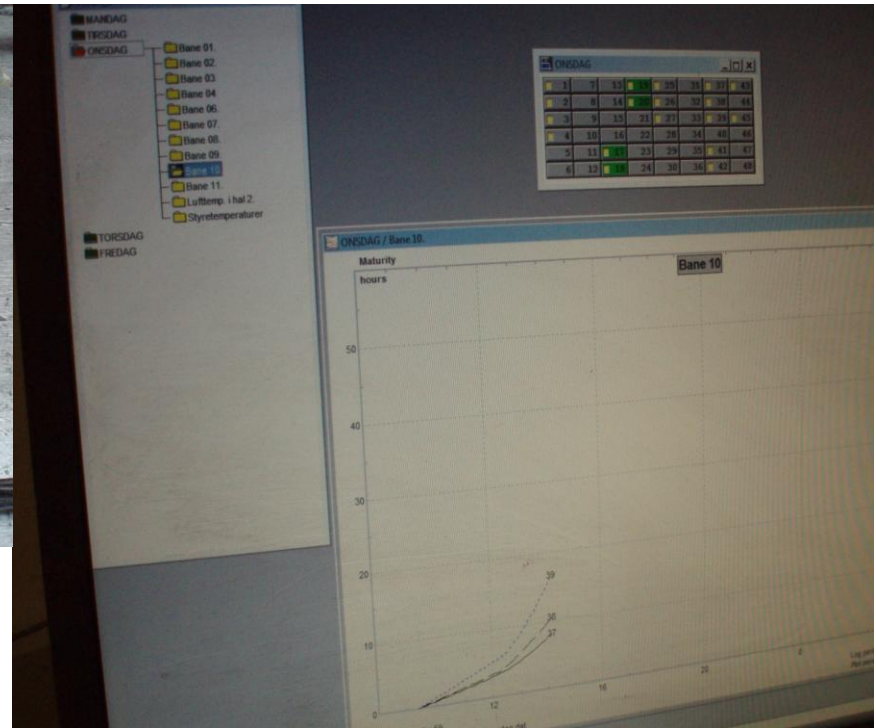 MANDAG
TIRSDAG
ONSDAG
Bane 01.
Bane 02.
Bane 03
Bane 04
Bane 06.
Bane 07.
Bane 08.
Bane 09.
Bane 10.
Bane 11.
Lufttemp. i hal 2.
Styretemperaturer
TORSDAG
FREDAG
ONSDAG
1 7 13 19 25 31 37 43
2 8 14 20 26 32 38 44
3 9 15 21 27 33 39 45
4 10 16 22 28 34 40 46
5 11 17 23 29 35 41 47
6 12 18 24 30 36 42 48
ONSDAG / Bane 10.
Maturity
hours
Bane 10
50
40
30
20
10
0
39
38
37
12
16
20
0